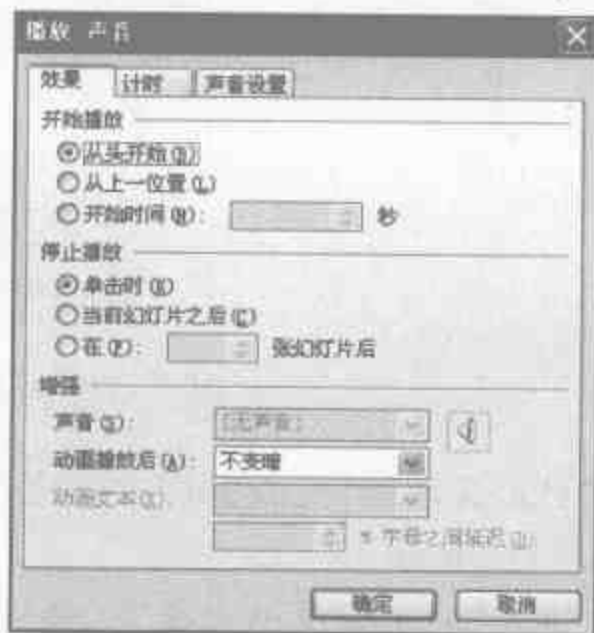 播放 声音
效果 计时 声音设置
开始播放
从头开始(B)
从上一位置(L)
开始时间(M): 秒
停止播放
单击时(K)
当前幻灯片之后(C)
在(F): 张幻灯片后
增强
声音(S): [无声音]
动画播放后(A): 不变暗
动画文本(X):
% 字母之间延迟(D)
确定 取消